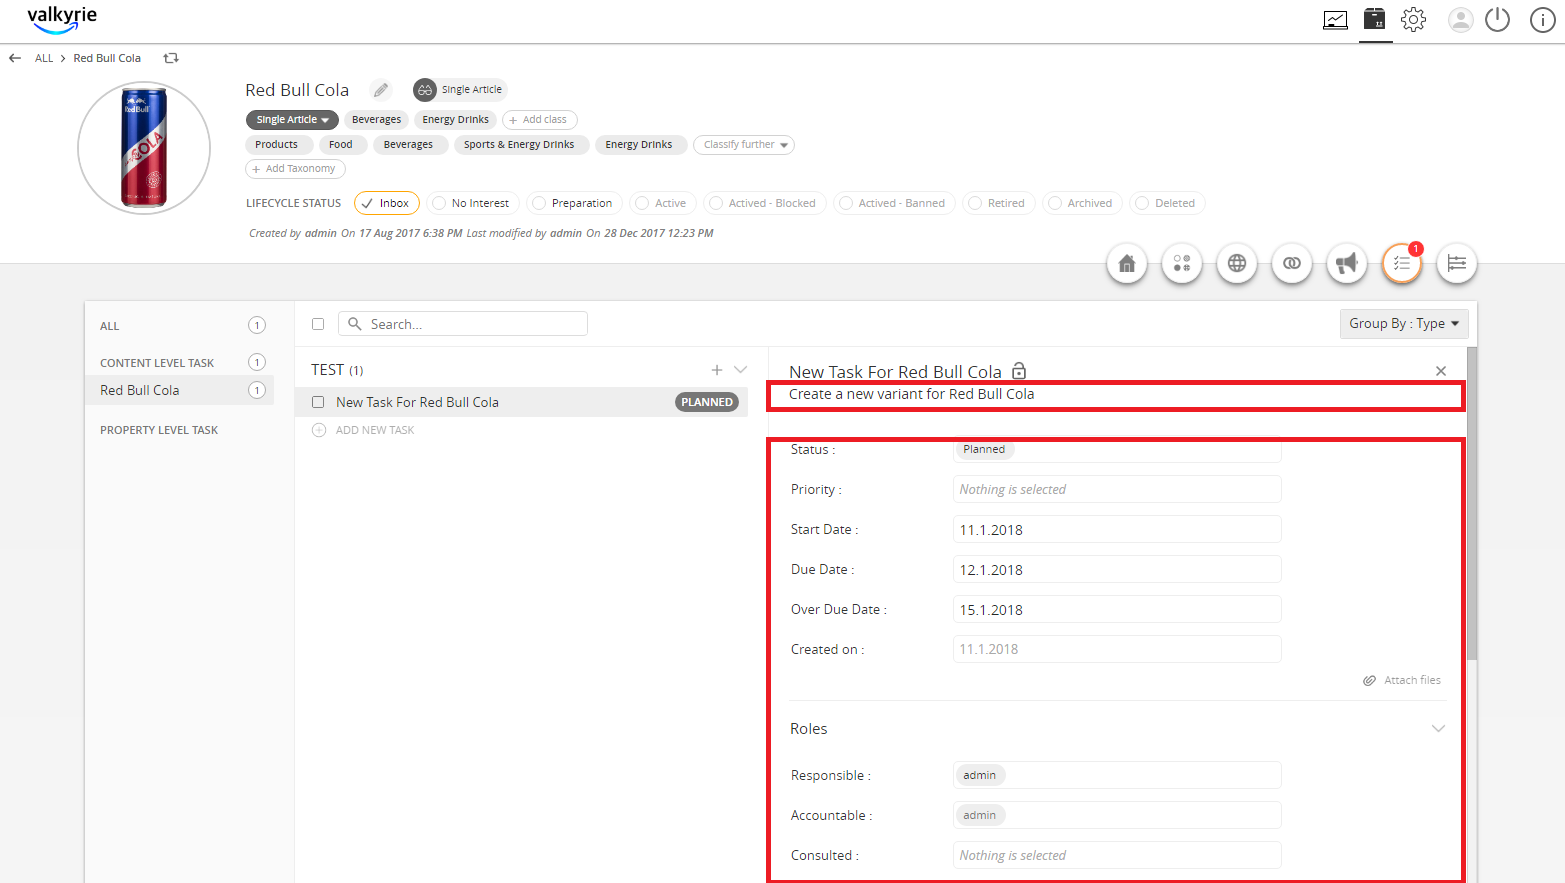 valkyrie
ALL > Red Bull Cola
Red Bull Cola
Single Article
Single Article Beverages Energy Drinks + Add class
Products Food Beverages Sports & Energy Drinks Energy Drinks Classify further
+ Add Taxonomy
LIFECYCLE STATUS Inbox No Interest Preparation Active Actived - Blocked Actived - Banned Retired Archived Deleted
Created by admin On 17 Aug 2017 6:38 PM Last modified by admin On 28 Dec 2017 12:23 PM
1
ALL 1
CONTENT LEVEL TASK 1
Red Bull Cola 1
PROPERTY LEVEL TASK
Search...
Group By : Type
TEST (1)
New Task For Red Bull Cola PLANNED
ADD NEW TASK
New Task For Red Bull Cola
Create a new variant for Red Bull Cola
Status : Planned
Priority : Nothing is selected
Start Date : 11.1.2018
Due Date : 12.1.2018
Over Due Date : 15.1.2018
Created on : 11.1.2018
Attach files
Roles
Responsible : admin
Accountable : admin
Consulted : Nothing is selected
RedBull
COLA